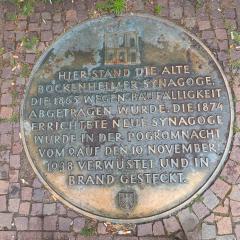 HIER STAND DIE ALTE
BOCKENHEIMER SYNAGOGE,
DIE 1865 WEGEN BAUFÄLLIGKEIT
ABGETRAGEN WURDE. DIE 1874
ERRICHTETE NEUE SYNAGOGE
WURDE IN DER POGROMNACHT
VOM 9. AUF DEN 10. NOVEMBER
1938 VERWÜSTET UND IN
BRAND GESTECKT.